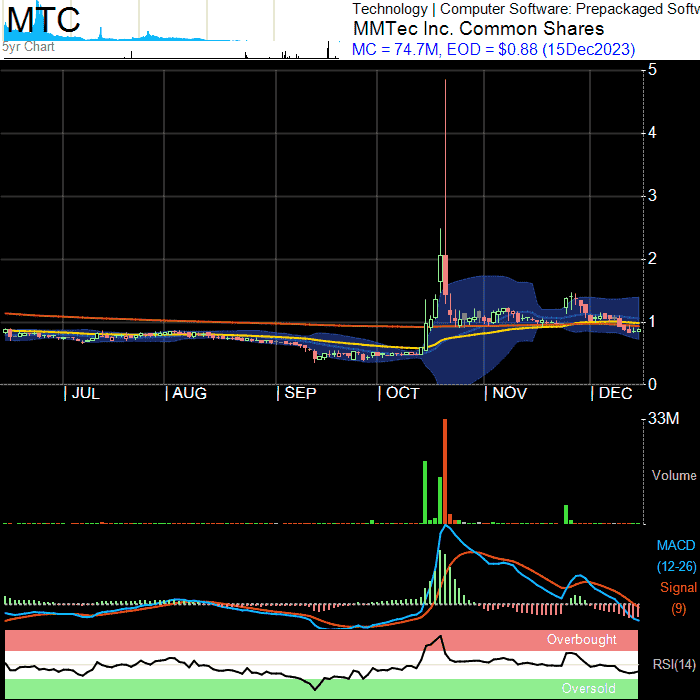 MTC
Technology | Computer Software: Prepackaged Softw
MMTec Inc. Common Shares
5yr Chart
MC = 74.7M, EOD = $0.88 (15Dec2023)
5
4
3
2
1
0
| JUL | AUG | SEP | OCT | NOV | DEC
33M
Volume
MACD
(12-26)
Signal
(9)
Overbought
RSI(14)
Oversold